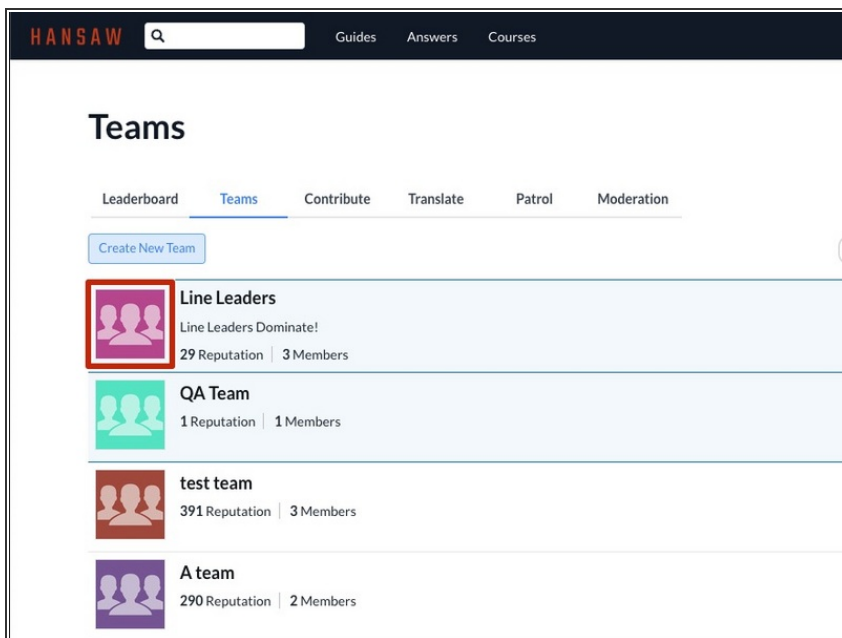 HANSAW Guides Answers Courses
Teams
Leaderboard Teams Contribute Translate Patrol Moderation
Create New Team
Line Leaders
Line Leaders Dominate!
29 Reputation 3 Members
QA Team
1 Reputation 1 Members
test team
391 Reputation 3 Members
A team
290 Reputation 2 Members